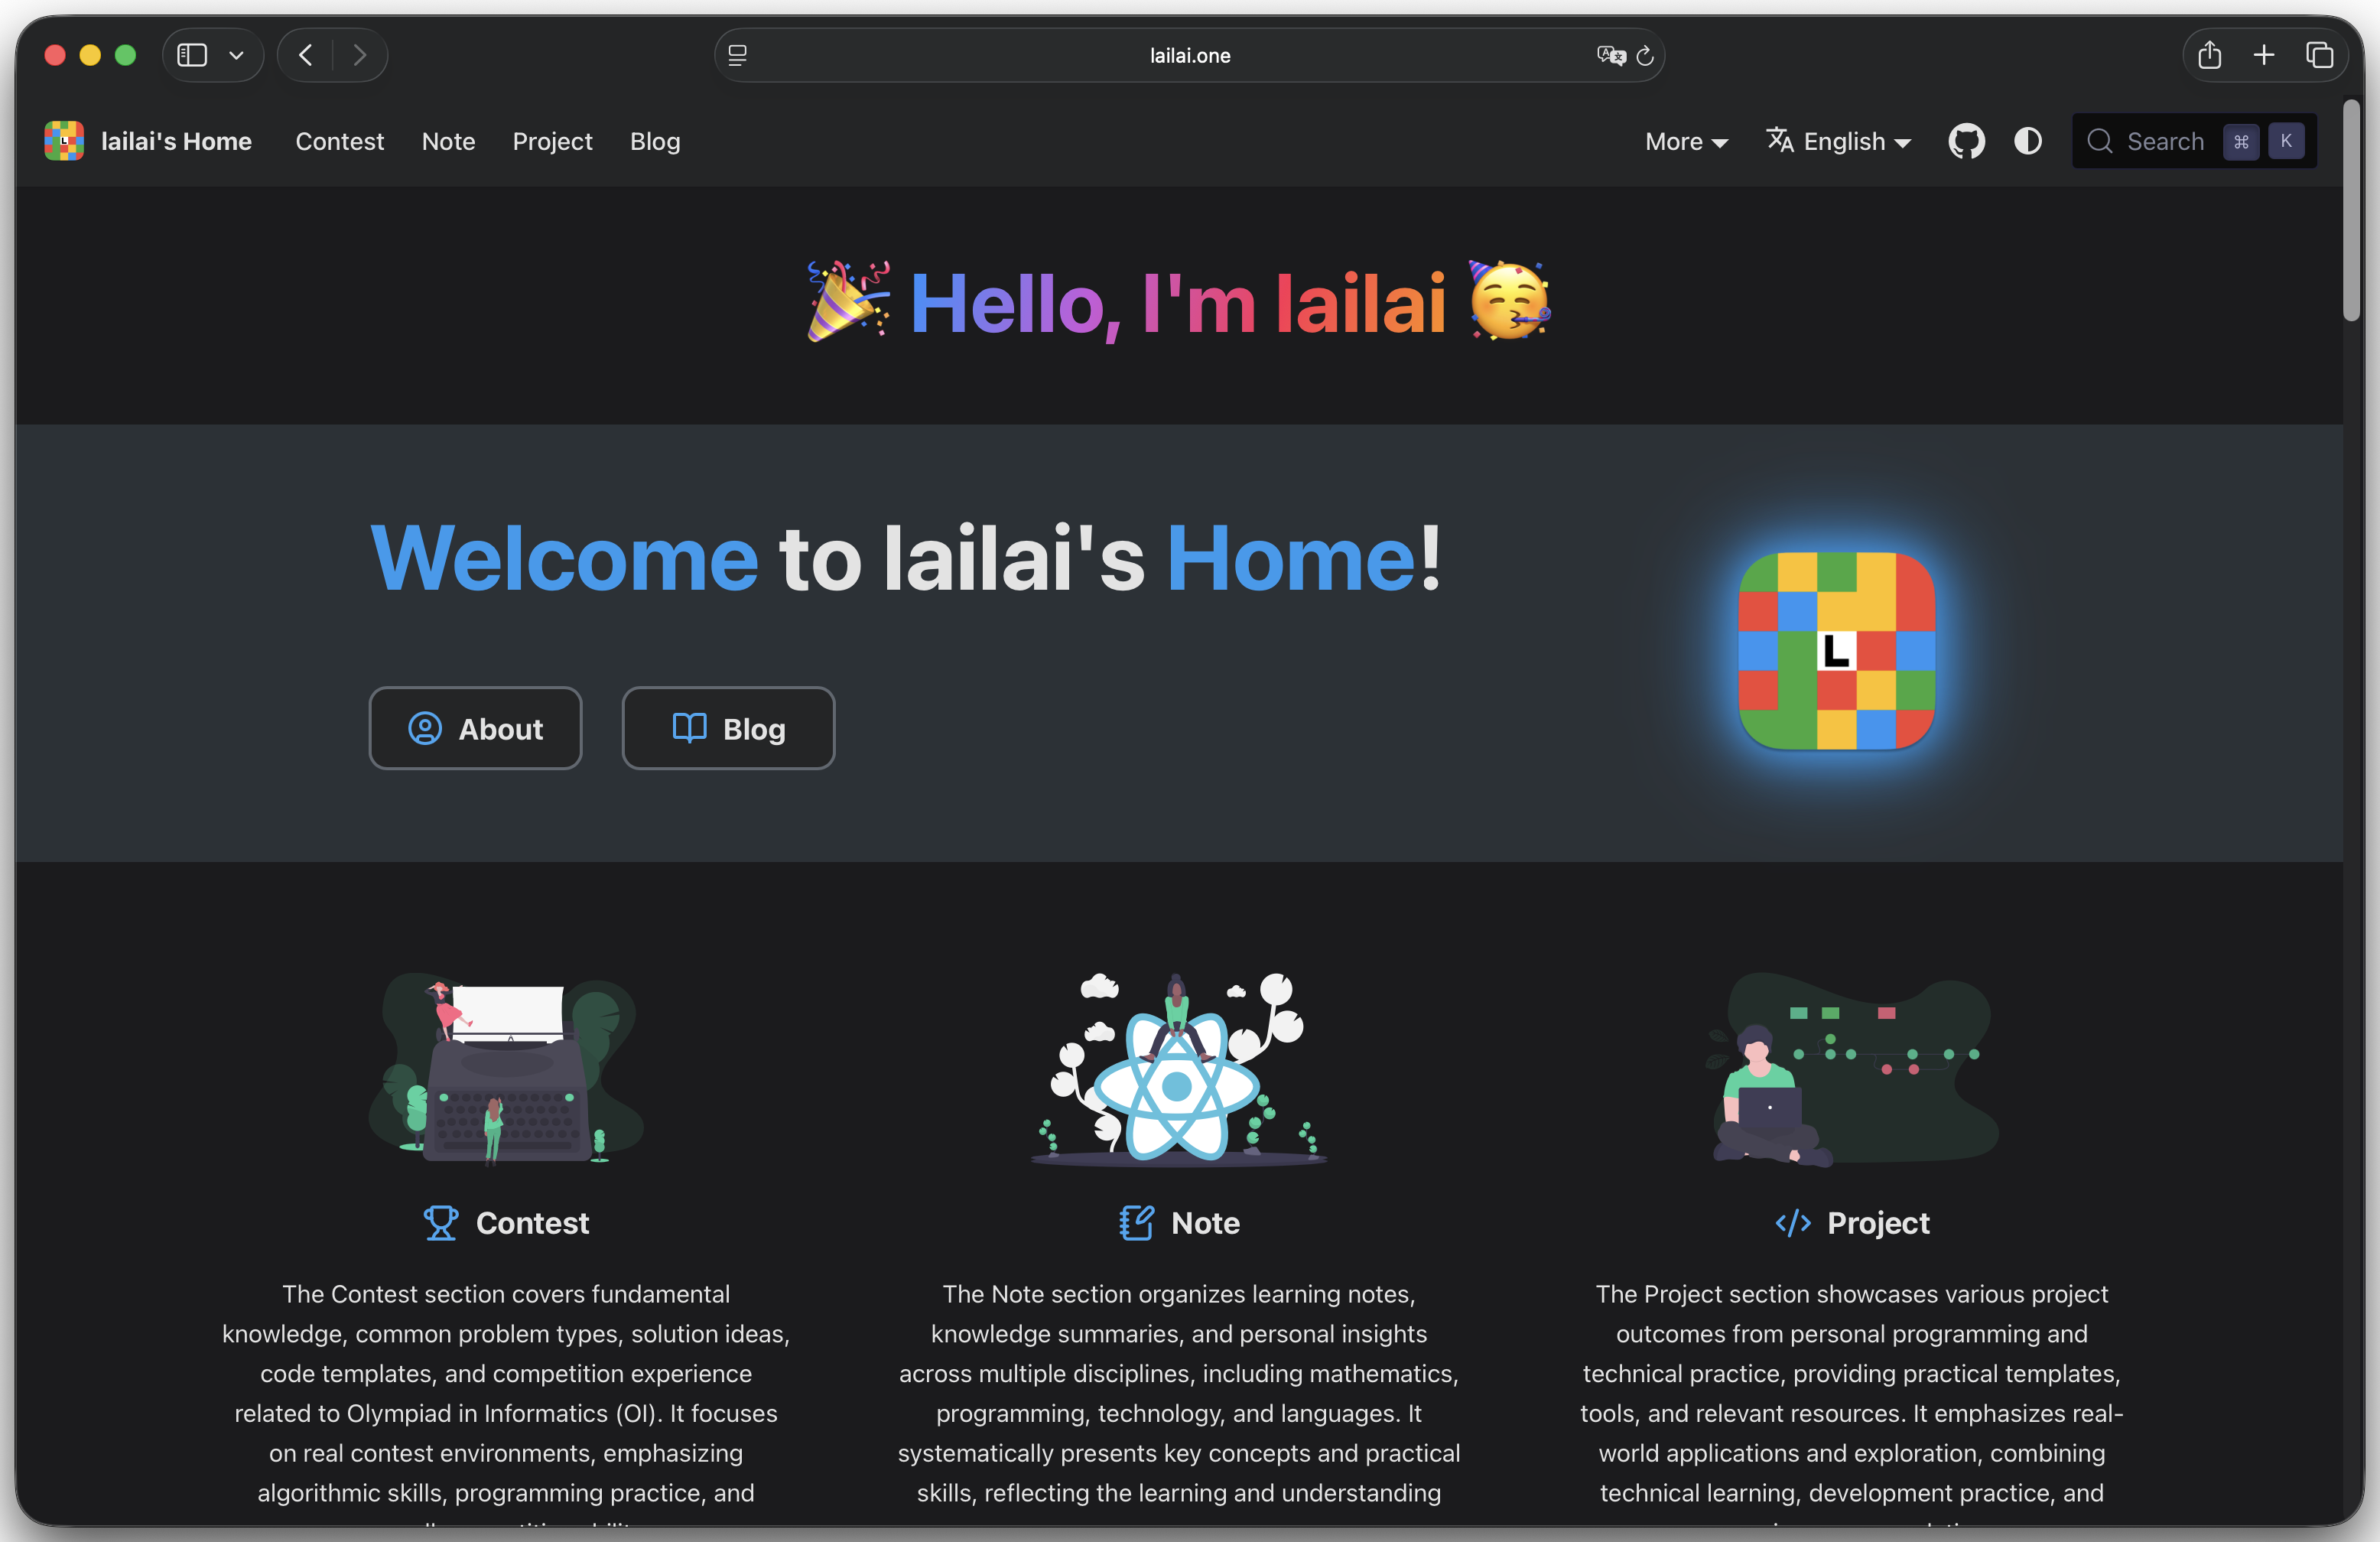 lailai.one
lailai's Home Contest Note Project Blog More English Search ⌘ K
🎉 Hello, I'm lailai 🥳
Welcome to lailai's Home!
L
About Blog
Contest
The Contest section covers fundamental
knowledge, common problem types, solution ideas,
code templates, and competition experience
related to Olympiad in Informatics (OI). It focuses
on real contest environments, emphasizing
algorithmic skills, programming practice, and
Note
The Note section organizes learning notes,
knowledge summaries, and personal insights
across multiple disciplines, including mathematics,
programming, technology, and languages. It
systematically presents key concepts and practical
skills, reflecting the learning and understanding
Project
The Project section showcases various project
outcomes from personal programming and
technical practice, providing practical templates,
tools, and relevant resources. It emphasizes real-
world applications and exploration, combining
technical learning, development practice, and